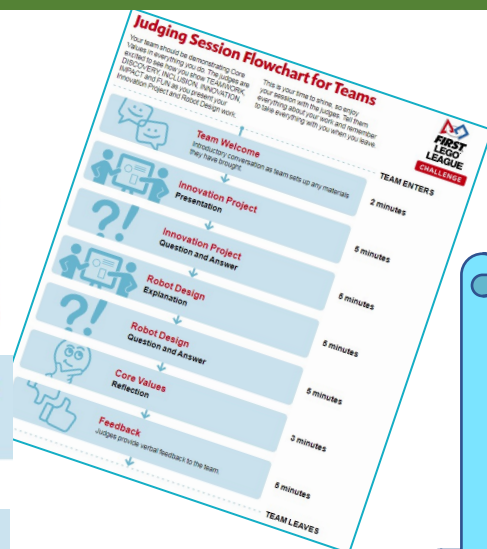 Judging Session Flowchart for Teams
Your team should be demonstrating Core
Values in everything you do. The judges are
excited to see how you show TEAMWORK,
DISCOVERY, INCLUSION, INNOVATION,
IMPACT and FUN as you present your
Innovation Project and Robot Design work.
This is your time to shine, so enjoy
your session with the judges. Tell them
everything about your work and remember
to take everything with you when you leave.
FIRST
LEGO
LEAGUE
CHALLENGE
TEAM ENTERS
Team Welcome
Introductory conversation as team sets up any materials
they have brought.
2 minutes
Innovation Project
Presentation
5 minutes
Innovation Project
Question and Answer
5 minutes
Robot Design
Explanation
5 minutes
Robot Design
Question and Answer
5 minutes
Core Values
Reflection
3 minutes
Feedback
Judges provide verbal feedback to the team.
5 minutes
TEAM LEAVES